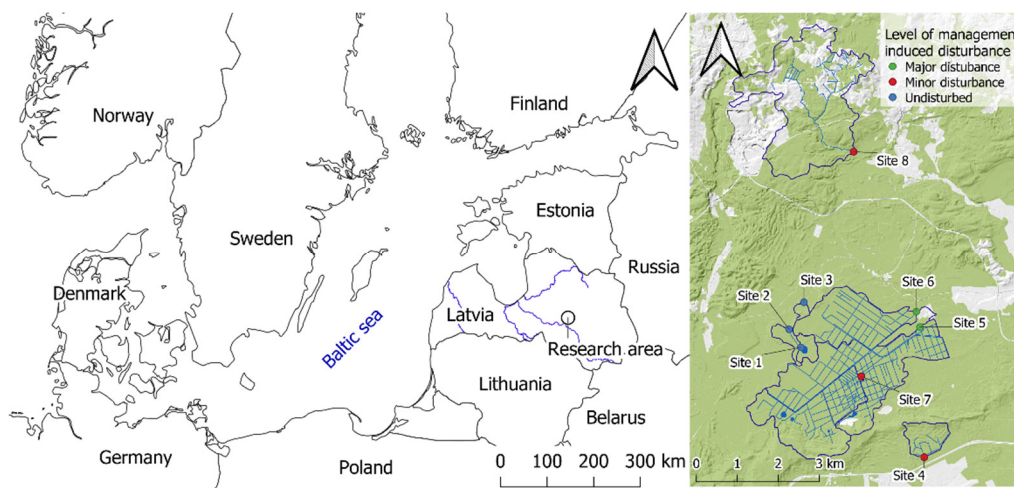 Norway
Finland
Sweden
Estonia
Russia
Denmark
Baltic sea
Latvia
Research area
Lithuania
Belarus
Germany
Poland
0 100 200 300 km
Level of managemen
induced disturbance
Major distubance
Minor disturbance
Undisturbed
Site 8
Site 3
Site 6
Site 2
Site 5
Site 1
Site 7
Site 4
0 1 2 3 km